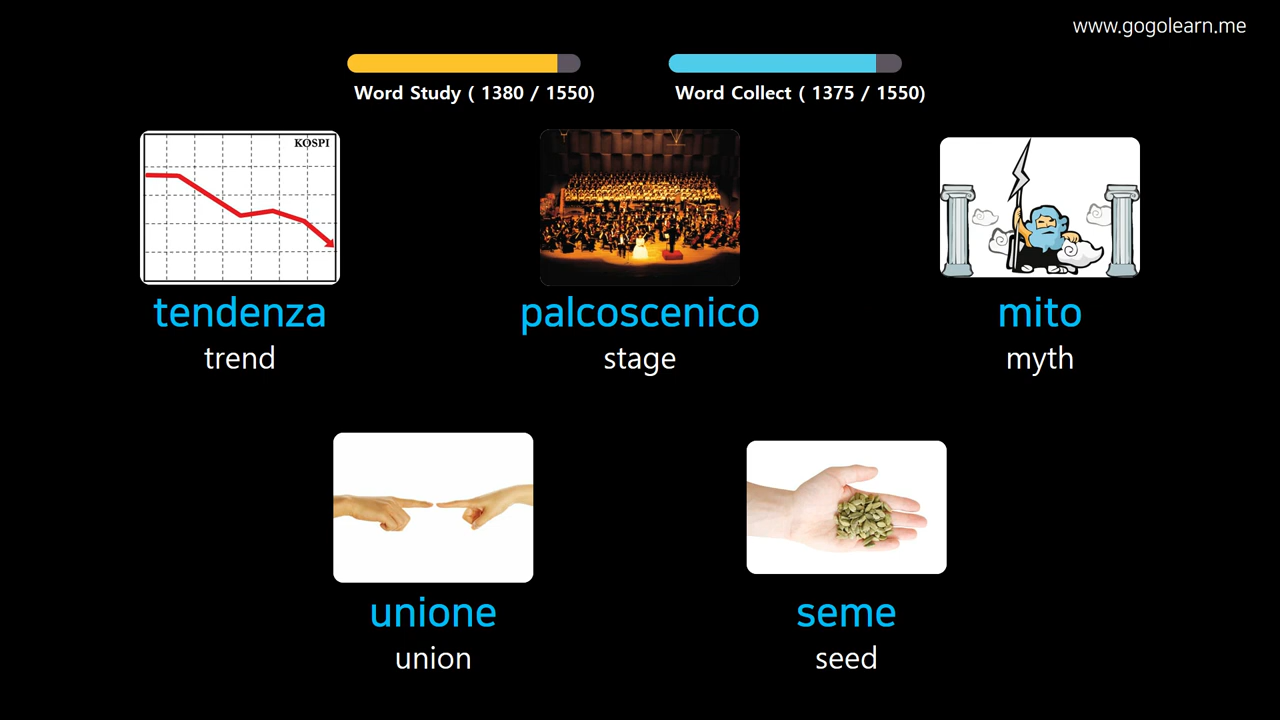 www.gogolearn.me
Word Study ( 1380 / 1550)
Word Collect ( 1375 / 1550)
KOSPI
tendenza
trend
palcoscenico
stage
mito
myth
unione
union
seme
seed